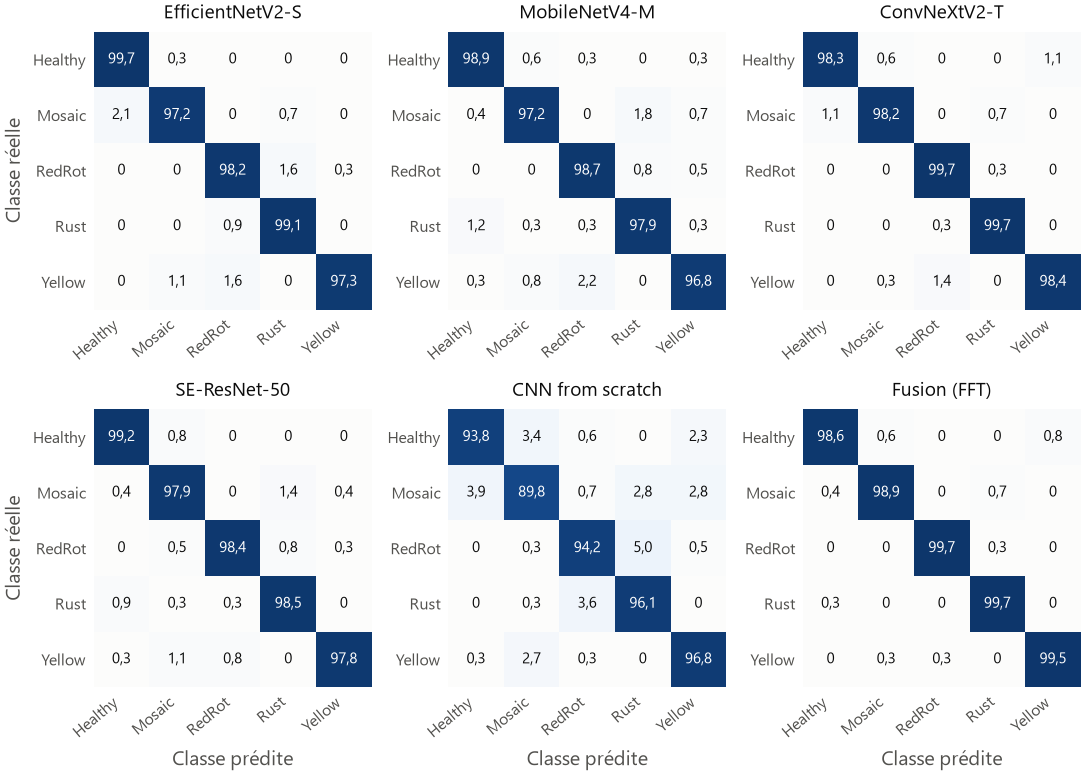 EfficientNetV2-S MobileNetV4-M ConvNeXtV2-T
Healthy 99,7 0,3 0 0 0 Healthy 98,9 0,6 0,3 0 0,3 Healthy 98,3 0,6 0 0 1,1
Mosaic 2,1 97,2 0 0,7 0 Mosaic 0,4 97,2 0 1,8 0,7 Mosaic 1,1 98,2 0 0,7 0
RedRot 0 0 98,2 1,6 0,3 RedRot 0 0 98,7 0,8 0,5 RedRot 0 0 99,7 0,3 0
Rust 0 0 0,9 99,1 0 Rust 1,2 0,3 0,3 97,9 0,3 Rust 0 0 0,3 99,7 0
Yellow 0 1,1 1,6 0 97,3 Yellow 0,3 0,8 2,2 0 96,8 Yellow 0 0,3 1,4 0 98,4
Classe réelle
Healthy Mosaic RedRot Rust Yellow Healthy Mosaic RedRot Rust Yellow Healthy Mosaic RedRot Rust Yellow
SE-ResNet-50 CNN from scratch Fusion (FFT)
Healthy 99,2 0,8 0 0 0 Healthy 93,8 3,4 0,6 0 2,3 Healthy 98,6 0,6 0 0 0,8
Mosaic 0,4 97,9 0 1,4 0,4 Mosaic 3,9 89,8 0,7 2,8 2,8 Mosaic 0,4 98,9 0 0,7 0
RedRot 0 0,5 98,4 0,8 0,3 RedRot 0 0,3 94,2 5,0 0,5 RedRot 0 0 99,7 0,3 0
Rust 0,9 0,3 0,3 98,5 0 Rust 0 0,3 3,6 96,1 0 Rust 0,3 0 0 99,7 0
Yellow 0,3 1,1 0,8 0 97,8 Yellow 0,3 2,7 0,3 0 96,8 Yellow 0 0,3 0,3 0 99,5
Classe réelle
Healthy Mosaic RedRot Rust Yellow Healthy Mosaic RedRot Rust Yellow Healthy Mosaic RedRot Rust Yellow
Classe prédite Classe prédite Classe prédite